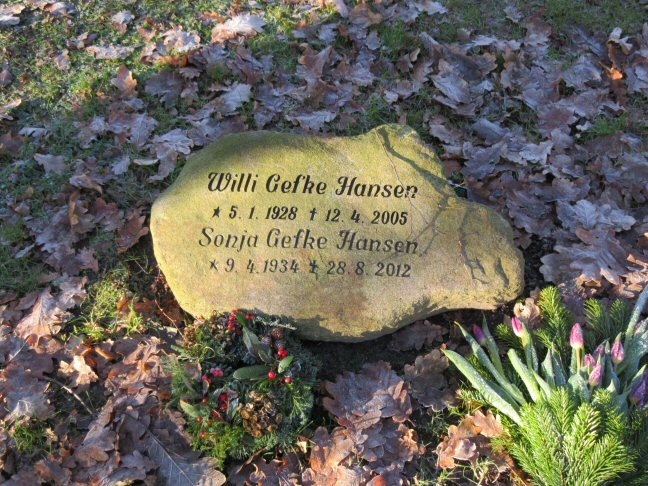 Willi Gefke Hansen
★ 5. 1. 1928 † 12. 4. 2005
Sonja Gefke Hansen
★ 9. 4. 1934 † 28. 8. 2012